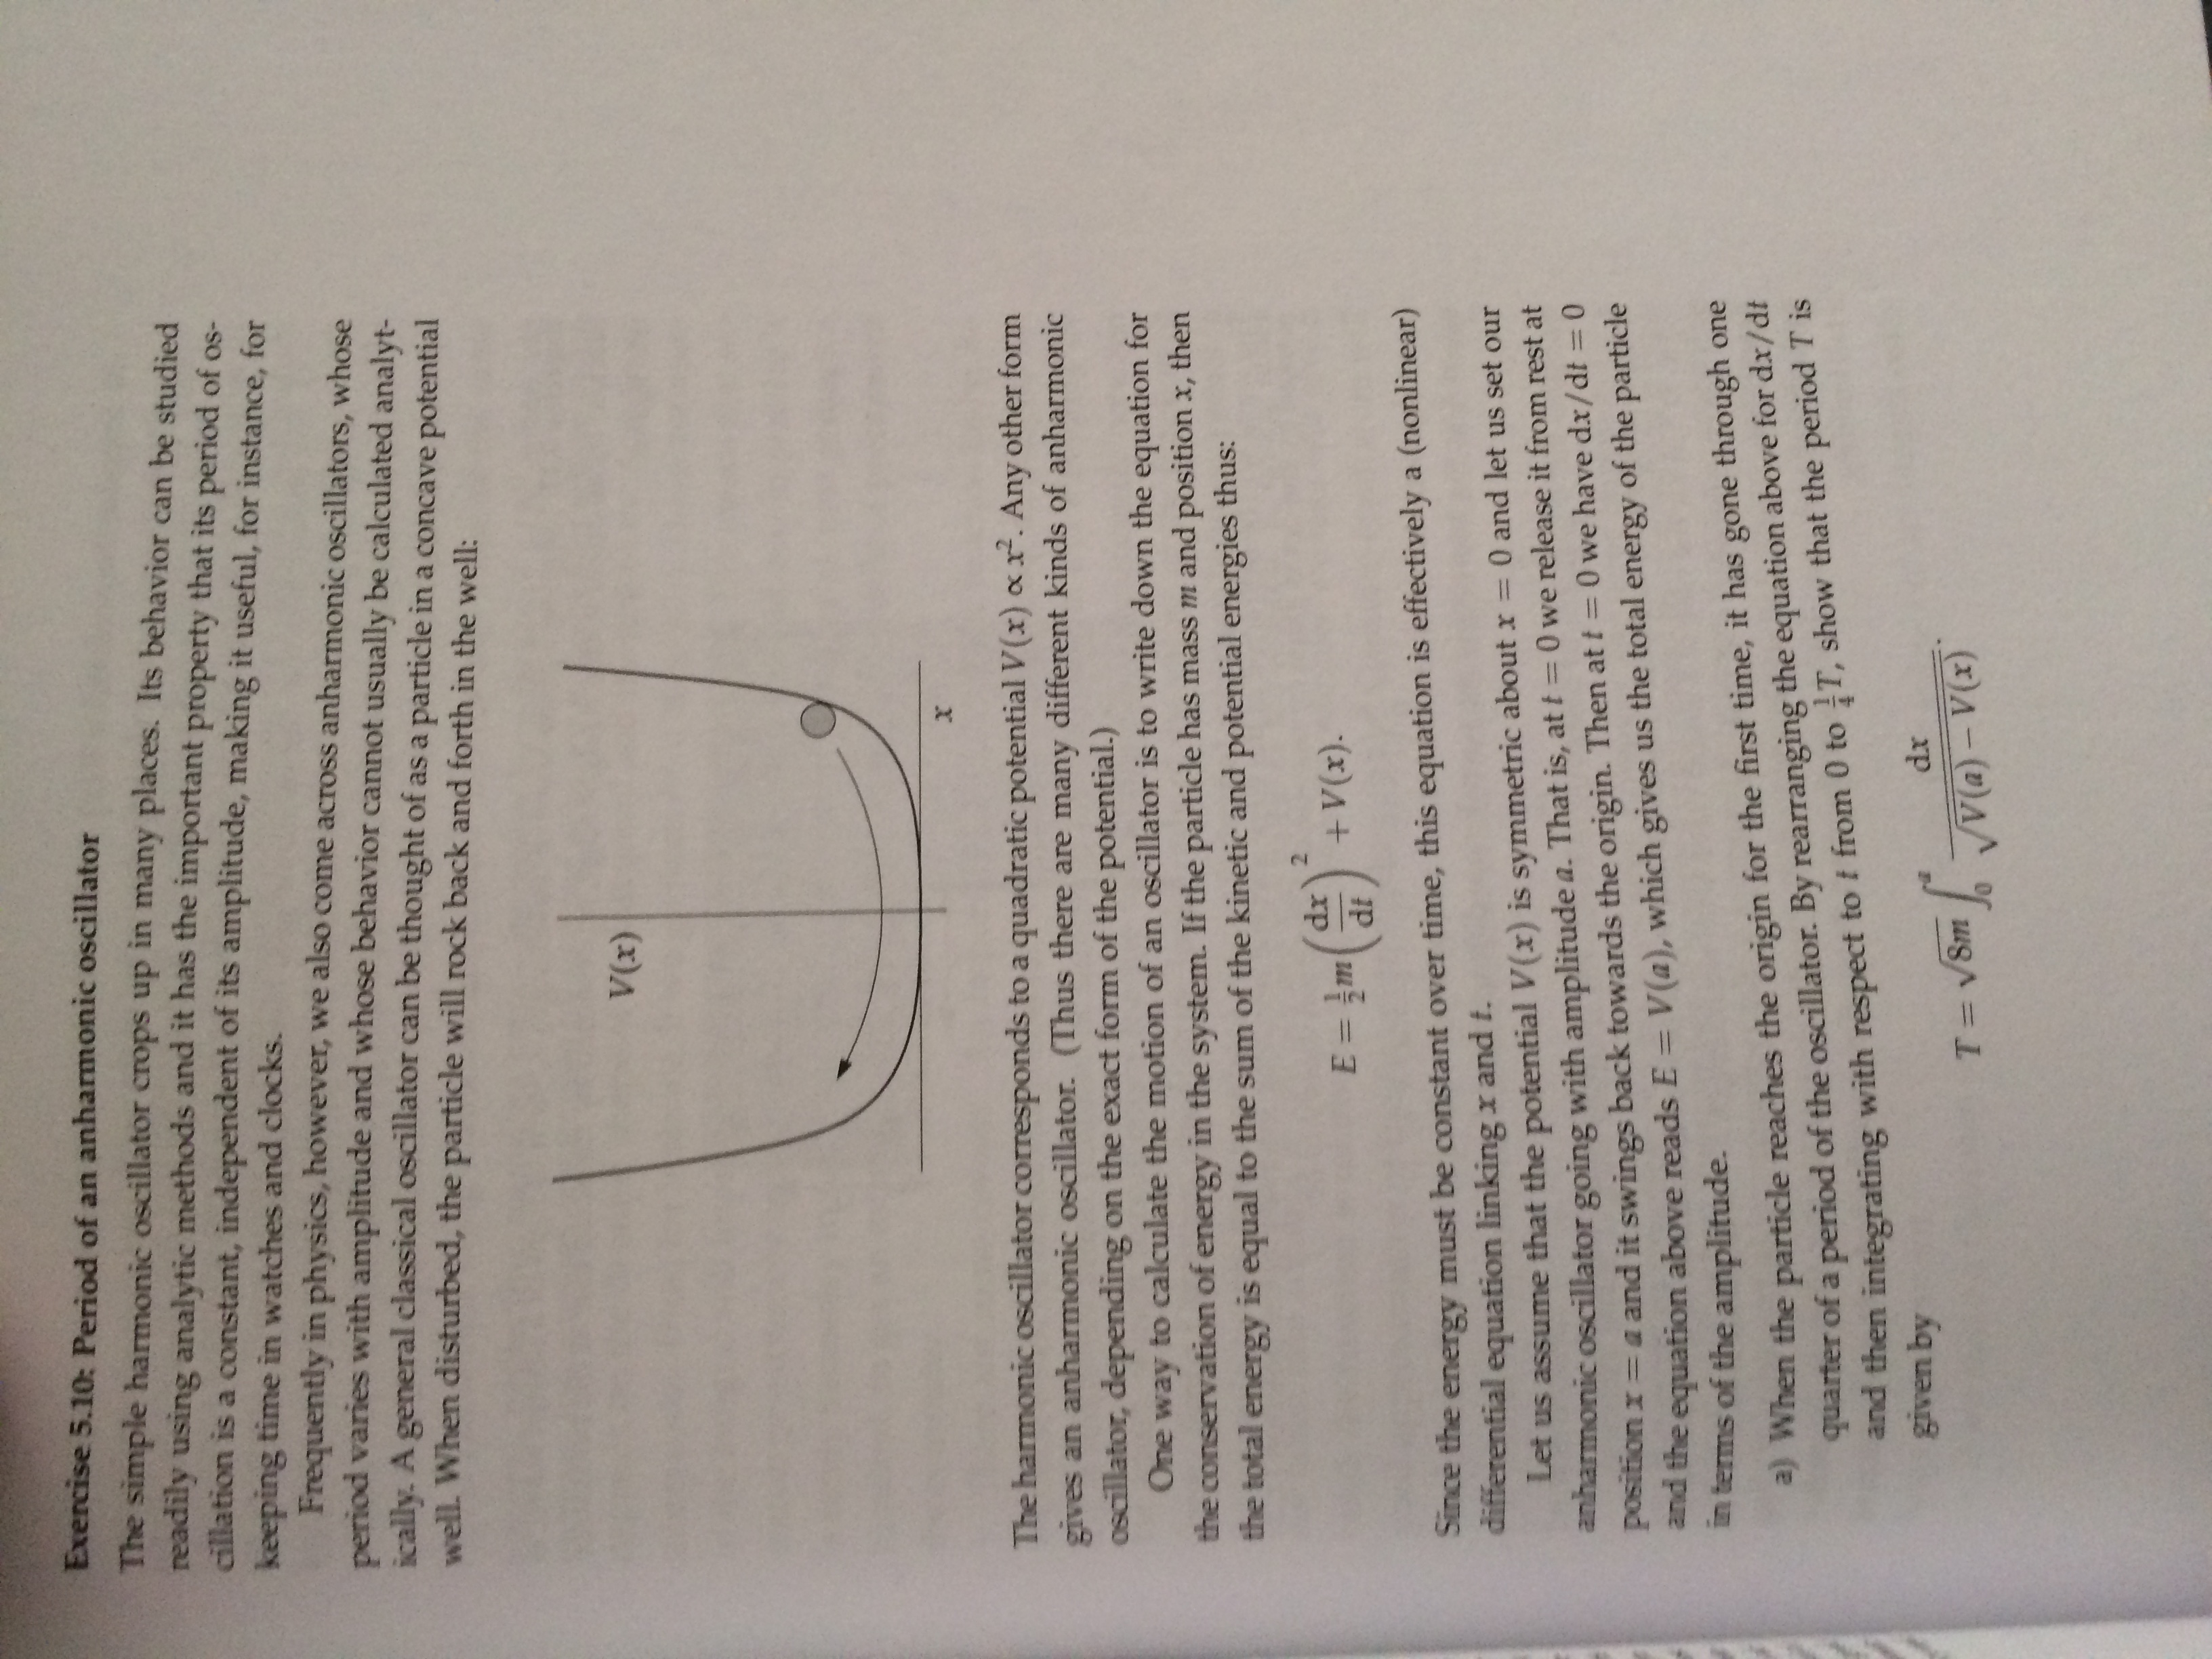 Exercise 5.10: Period of an anharmonic oscillator
The simple harmonic oscillator crops up in many places. Its behavior can be studied
readily using analytic methods and it has the important property that its period of os-
cillation is a constant, independent of its amplitude, making it useful, for instance, for
keeping time in watches and clocks.
Frequently in physics, however, we also come across anharmonic oscillators, whose
period varies with amplitude and whose behavior cannot usually be calculated analyt-
ically. A general classical oscillator can be thought of as a particle in a concave potential
well. When disturbed, the particle will rock back and forth in the well:
V(x)
x
The harmonic oscillator corresponds to a quadratic potential V(x) ∝ x². Any other form
gives an anharmonic oscillator. (Thus there are many different kinds of anharmonic
oscillator, depending on the exact form of the potential.)
One way to calculate the motion of an oscillator is to write down the equation for
the conservation of energy in the system. If the particle has mass m and position x, then
the total energy is equal to the sum of the kinetic and potential energies thus:
E = ½m(dx/dt)² + V(x).
Since the energy must be constant over time, this equation is effectively a (nonlinear)
differential equation linking x and t.
Let us assume that the potential V(x) is symmetric about x = 0 and let us set our
anharmonic oscillator going with amplitude a. That is, at t = 0 we release it from rest at
position x = a and it swings back towards the origin. Then at t = 0 we have dx/dt = 0
and the equation above reads E = V(a), which gives us the total energy of the particle
in terms of the amplitude.
a) When the particle reaches the origin for the first time, it has gone through one
quarter of a period of the oscillator. By rearranging the equation above for dx/dt
and then integrating with respect to t from 0 to ¼T, show that the period T is
given by
T = √8m ∫₀ᵃ dx/√(V(a) − V(x)).